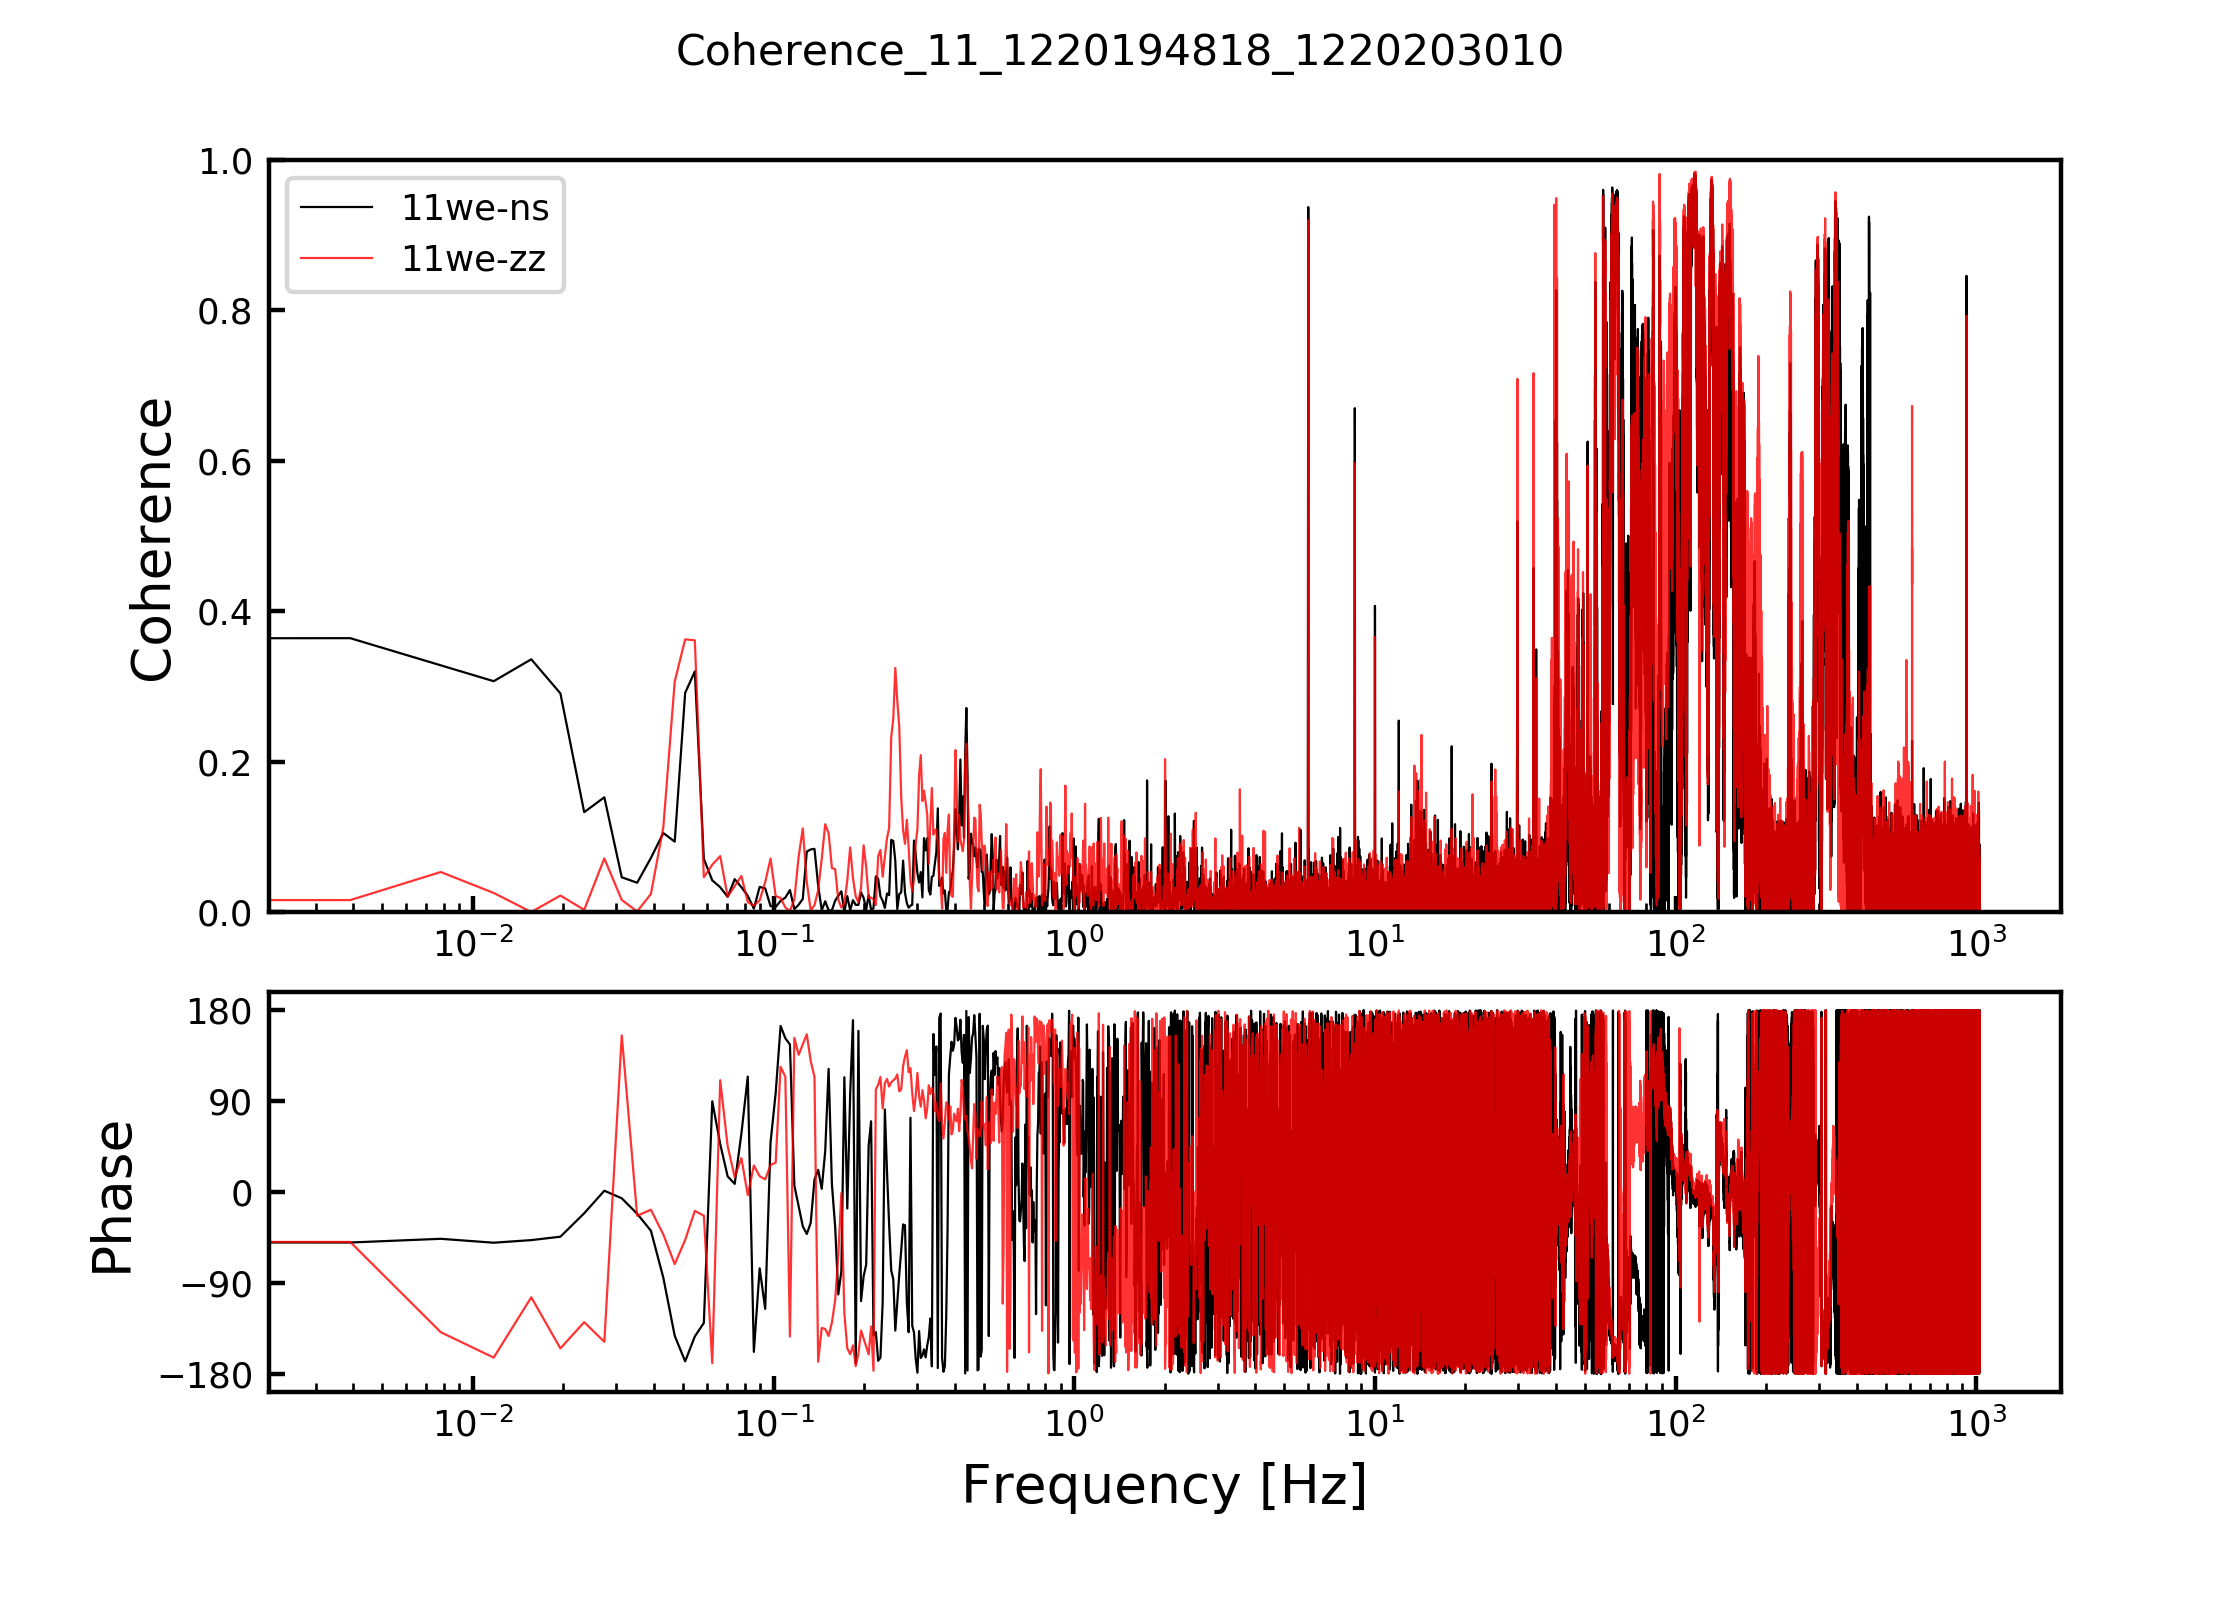 Coherence_11_1220194818_1220203010
1.0
0.8
0.6
0.4
0.2
0.0
Coherence
11we-ns
11we-zz
10⁻² 10⁻¹ 10⁰ 10¹ 10² 10³
180
90
0
−90
−180
Phase
10⁻² 10⁻¹ 10⁰ 10¹ 10² 10³
Frequency [Hz]